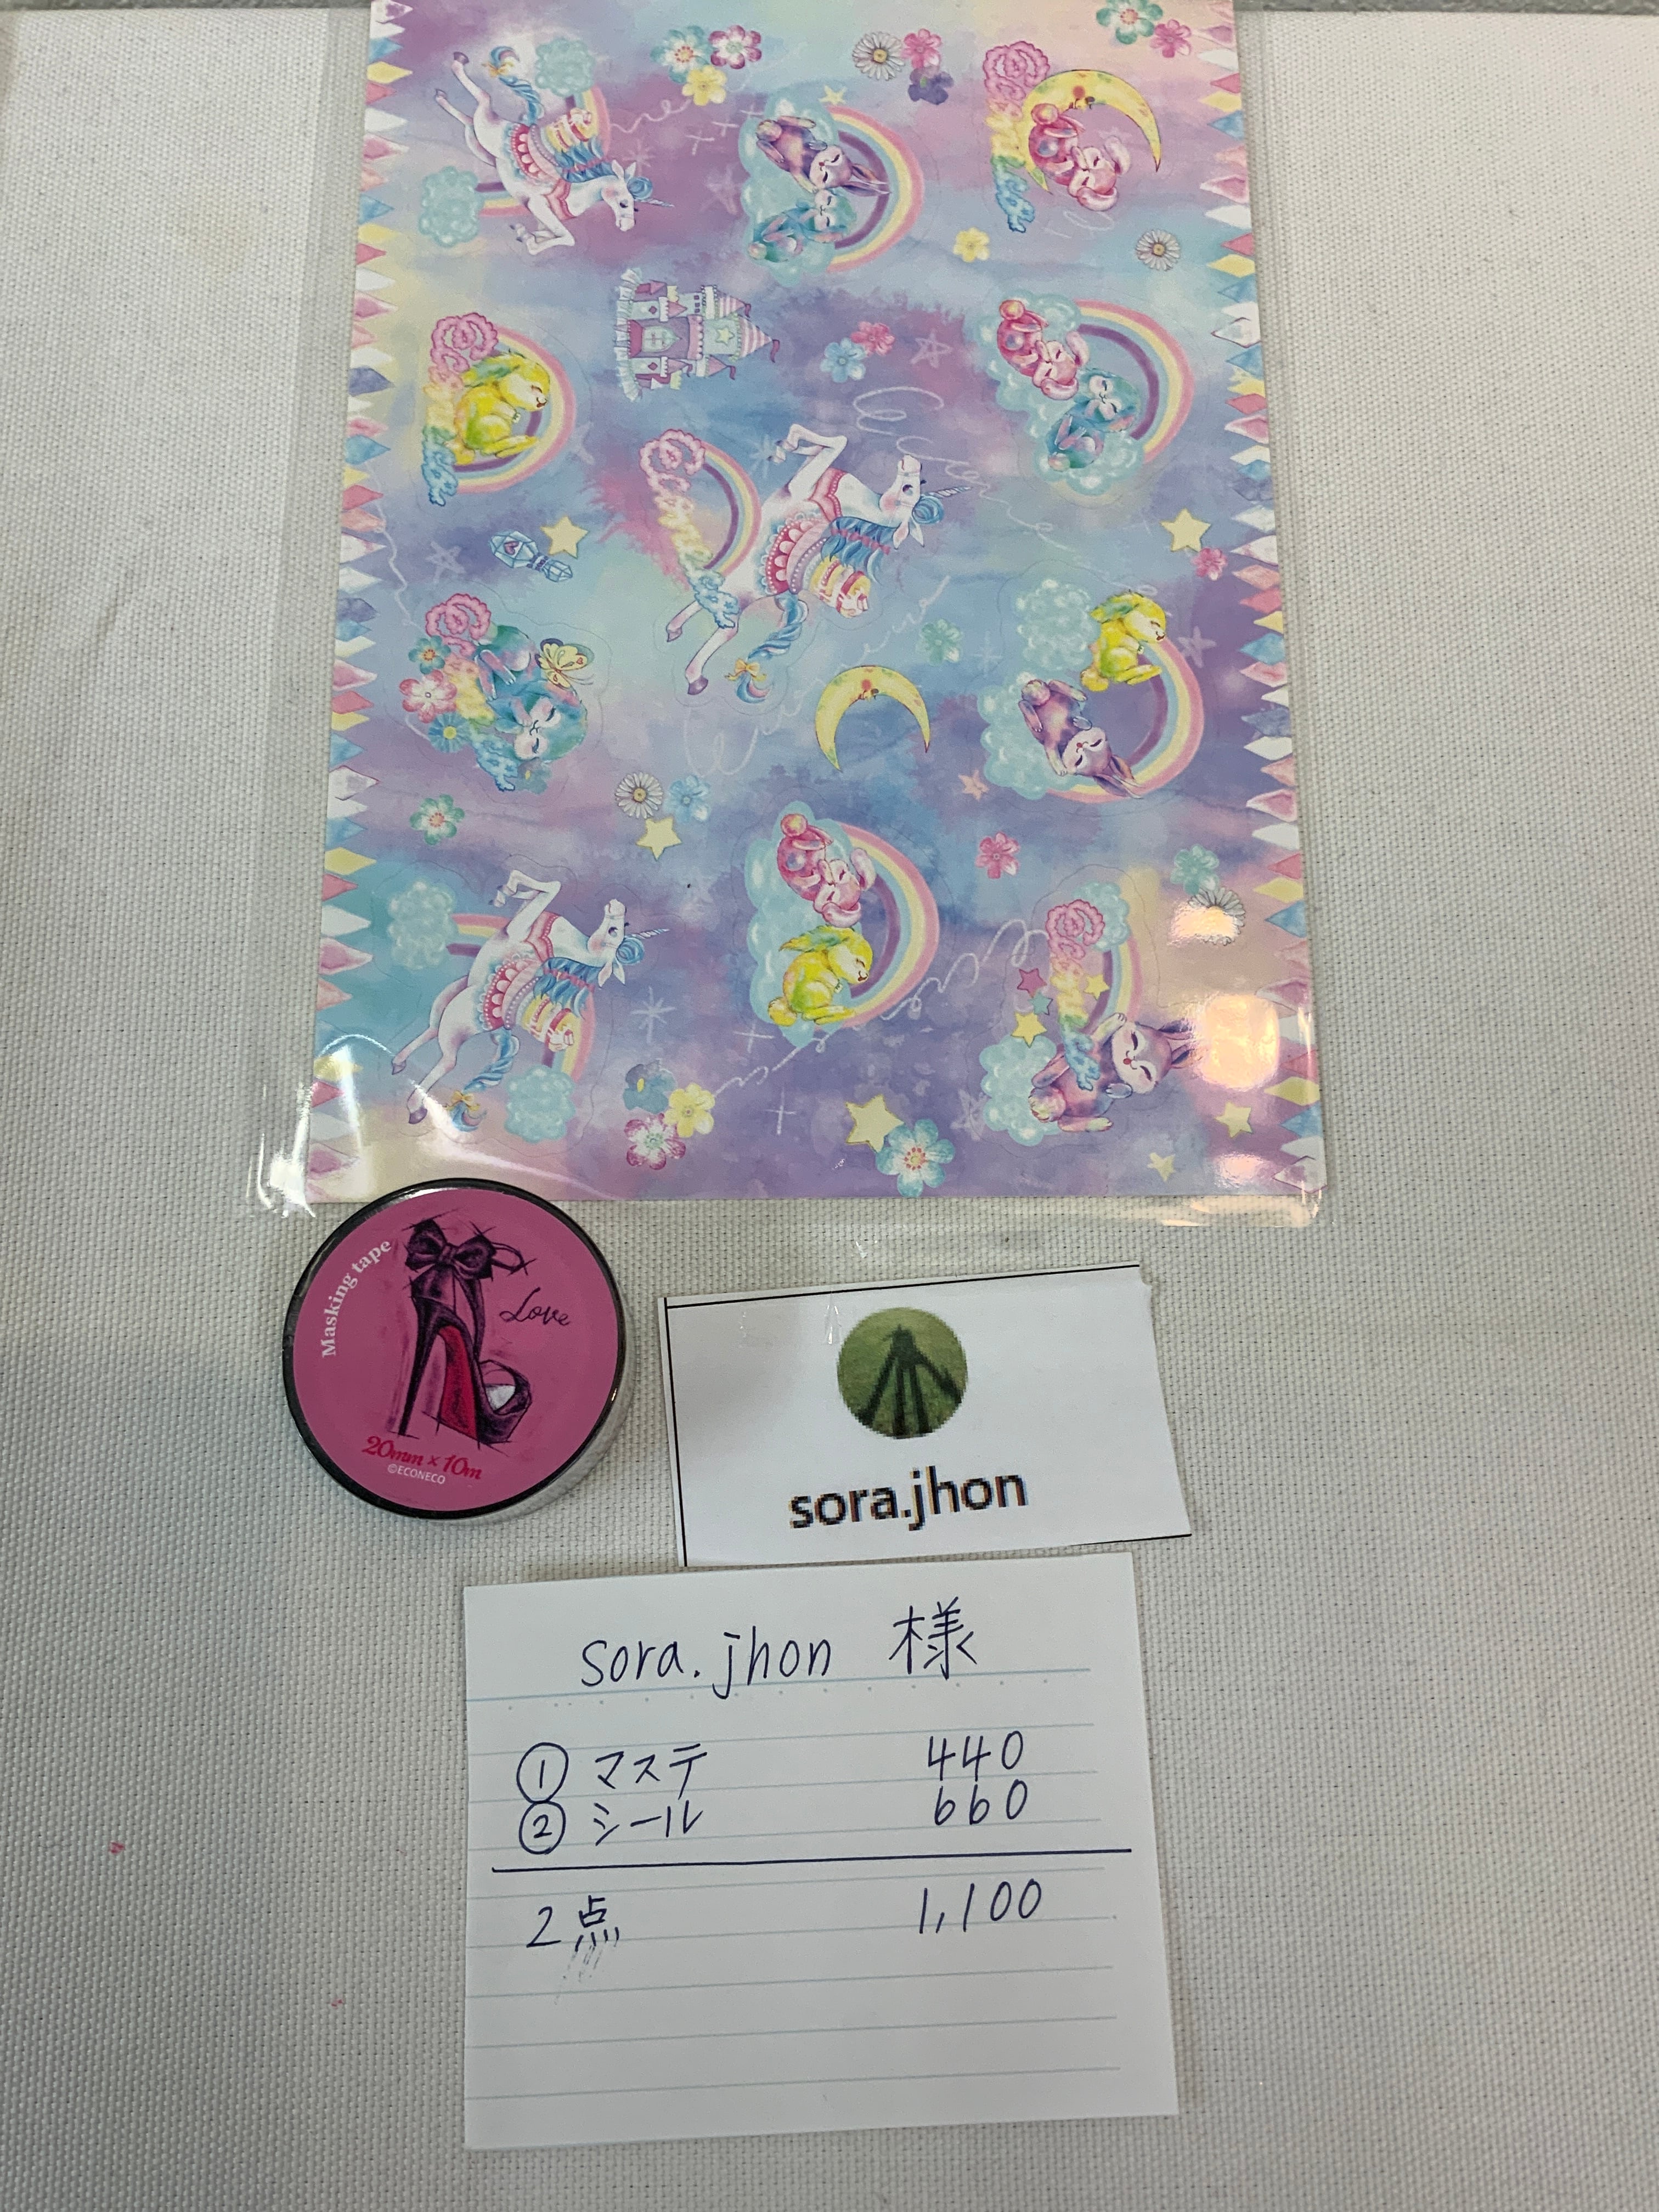 Masking tape
Love
20mm × 10m
©ECONECO
sora.jhon
sora.jhon 様
① マステ 440
② シール 660
2点 1,100